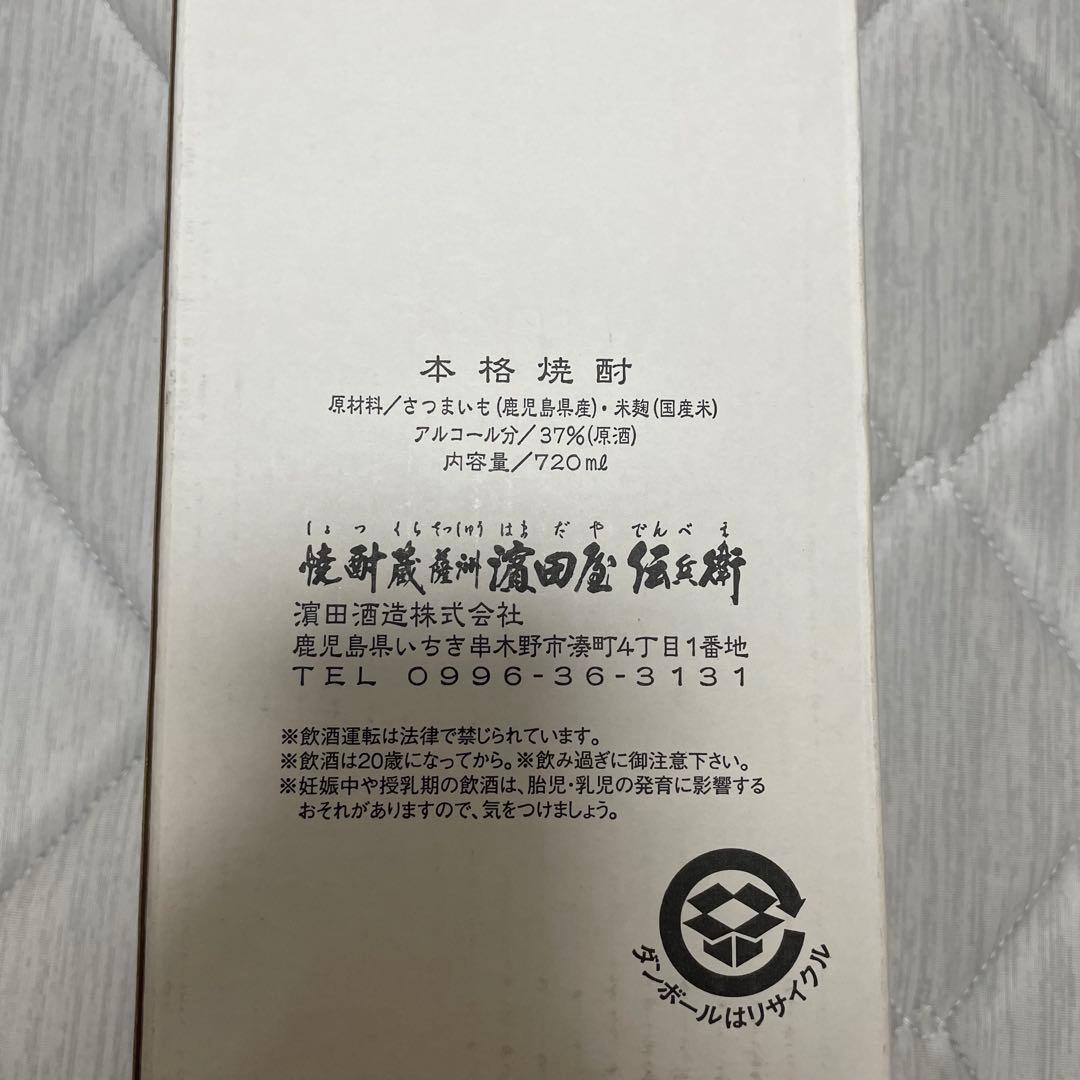 本格焼酎
原材料/さつまいも(鹿児島県産)・米麹(国産米)
アルコール分/37%(原酒)
内容量/720mℓ
しょつくらさっしゅうはまだやでんべえ
焼酎蔵薩洲濵田屋伝兵衛
濵田酒造株式会社
鹿児島県いちき串木野市湊町4丁目1番地
TEL 0996-36-3131
※飲酒運転は法律で禁じられています。
※飲酒は20歳になってから。※飲み過ぎに御注意下さい。
※妊娠中や授乳期の飲酒は、胎児・乳児の発育に影響する
おそれがありますので、気をつけましょう。
ダンボールはリサイクル